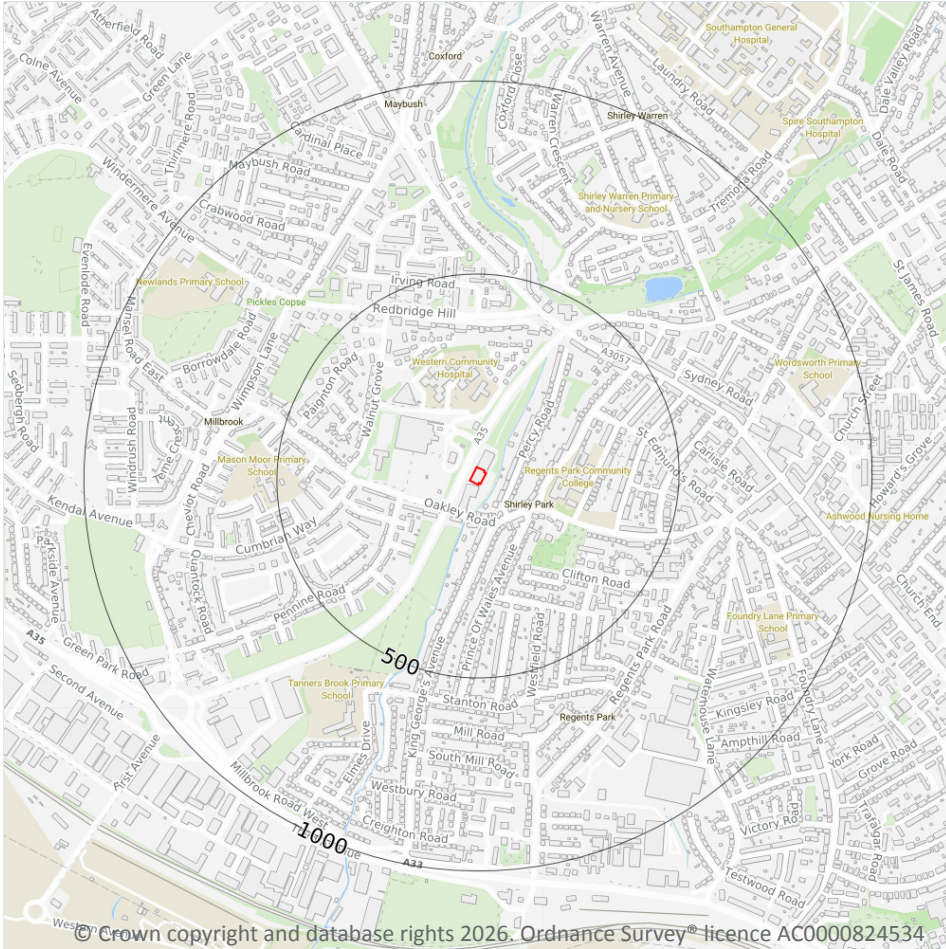 Atherfield Road
Colne Avenue
Green Lane
Thirlmere Road
Coxford
Coxford Close
Warren Avenue
Laundry Road
Southampton General
Hospital
Dale Valley Road
Maybush
Cardinal Place
Maybush Road
Warren Crescent
Shirley Warren
Spire Southampton
Hospital
Dale Road
Windermere Avenue
Crabwood Road
Shirley Warren Primary
and Nursery School
Tremona Road
Evenlode Road
Newlands Primary School
Mansel Road East
Pickles Copse
Irving Road
Redbridge Hill
St James Road
Borrowdale Road
Wimpson Lane
Paignton Road
Walnut Grove
Western Community
Hospital
A35
A3057
Sydney Road
Wordsworth Primary
School
Church Street
Sedbergh Road
Windrush Road
Millbrook
Percy Road
St Edmunds Road
Carlisle Road
Howard's Grove
Mason Moor Primary
School
Cheviot Road
Kendal Avenue
Cumbrian Way
Oakley Road
Shirley Park
Regents Park Community
College
Ashwood Nursing Home
Parkside Avenue
Quantock Road
Pennine Road
Prince Of Wales Avenue
Clifton Road
Church End
A35
Green Park Road
Second Avenue
First Avenue
500
Tanners Brook Primary
School
King George's Avenue
Stanton Road
Westfield Road
Regents Park Road
Regents Park
Foundry Lane Primary
School
Foundry Lane
Waterhouse Lane
Kingsley Road
Ampthill Road
York Road
Grove Road
Mill Road
South Mill Road
Elmes Drive
Westbury Road
Creighton Road
Millbrook Road West
1000
A33
Victory Road
Trafalgar Road
Testwood Road
Western Avenue
© Crown copyright and database rights 2026. Ordnance Survey® licence AC0000824534